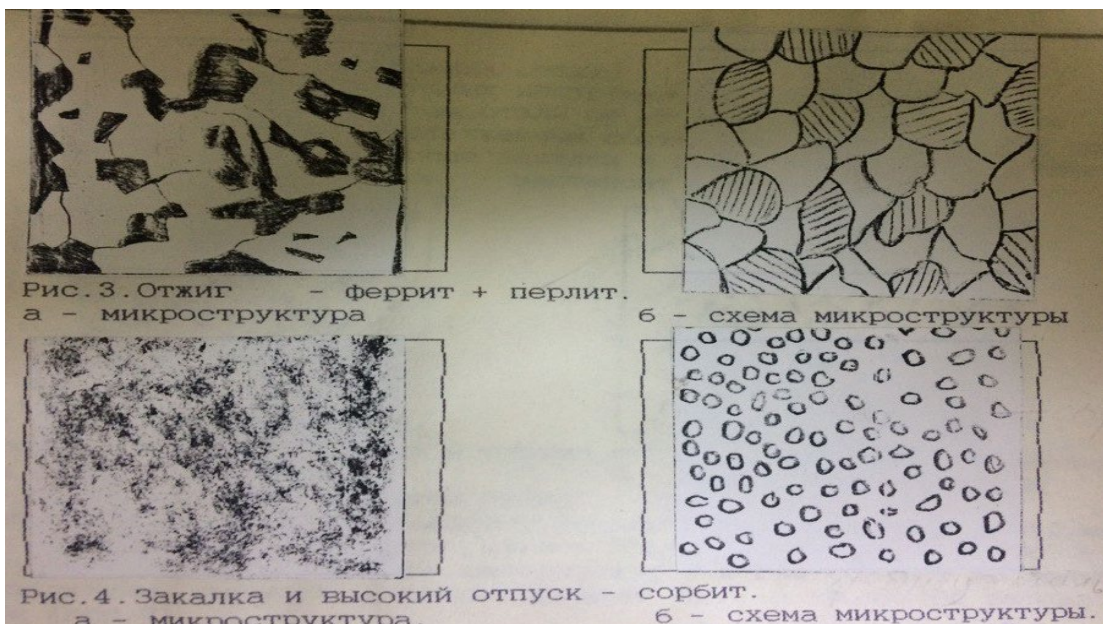 Рис.3.Отжиг - феррит + перлит.
а - микроструктура б - схема микроструктуры
Рис.4.Закалка и высокий отпуск - сорбит.
а - микроструктура. б - схема микроструктуры.